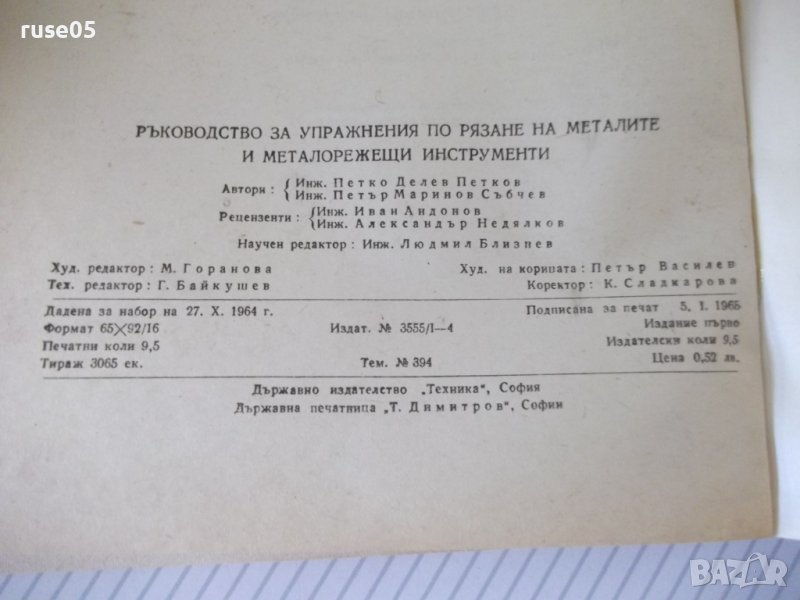 ruse05
РЪКОВОДСТВО ЗА УПРАЖНЕНИЯ ПО РЯЗАНЕ НА МЕТАЛИТЕ
И МЕТАЛОРЕЖЕЩИ ИНСТРУМЕНТИ
Автори : { Инж. Петко Делев Петков
Инж. Петър Маринов Събчев
Рецензенти : { Инж. Иван Андонов
Инж. Александър Недялков
Научен редактор : Инж. Людмил Близнев
Худ. редактор : М. Горанова Худ. на корицата : Петър Василев
Тех. редактор : Г. Байкушев Коректор : К. Сладкарова
Дадена за набор на 27. X. 1964 г. Подписана за печат 5. I. 1965
Формат 65×92/16 Издат. № 3555/I—4 Издание първо
Печатни коли 9,5 Издателски коли 9,5
Тираж 3065 ек. Тем. № 394 Цена 0,52 лв.
Държавно издателство „Техника“, София
Държавна печатница „Т. Димитров“, София
BAZAR